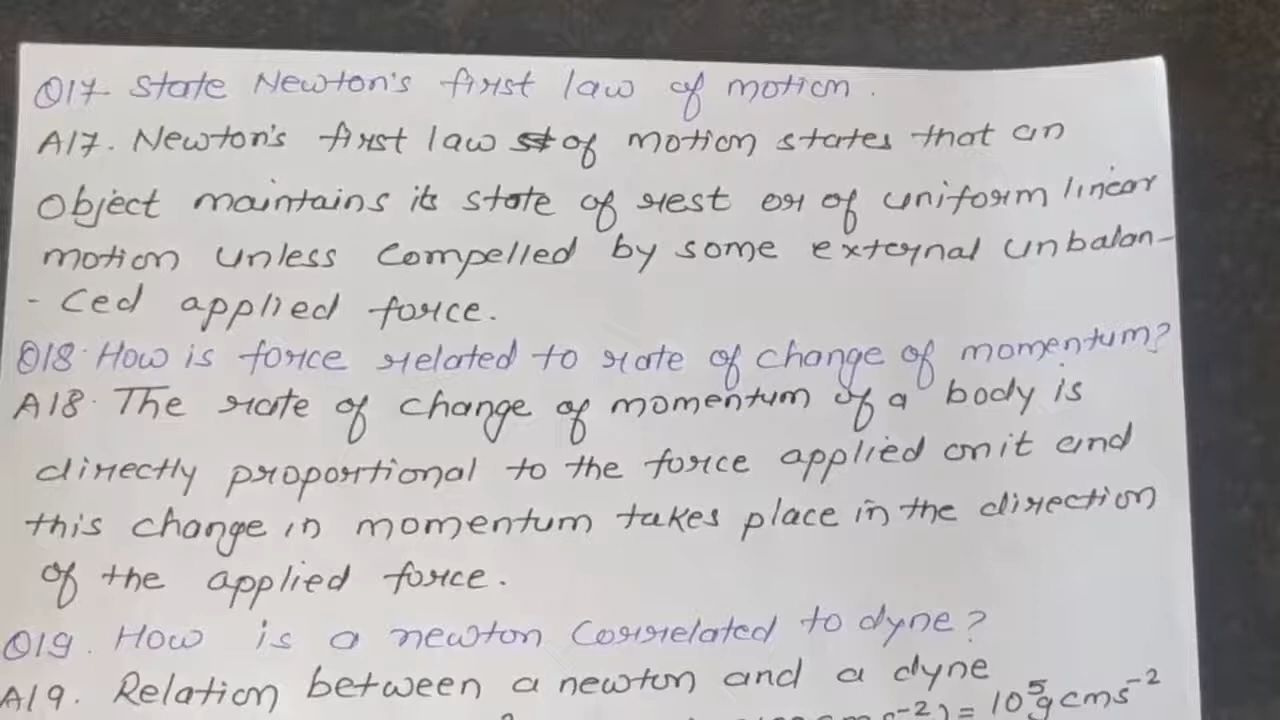 Q17 State Newton's first law of motion.
A17. Newton's first law of motion states that an
object maintains its state of rest or of uniform linear
motion unless compelled by some external unbalan-
- ced applied force.
Q18. How is force related to rate of change of momentum?
A18. The rate of change of momentum of a body is
directly proportional to the force applied on it and
this change in momentum takes place in the direction
of the applied force.
Q19. How is a newton correlated to dyne?
A19. Relation between a newton and a dyne
= 10⁵g cms⁻²